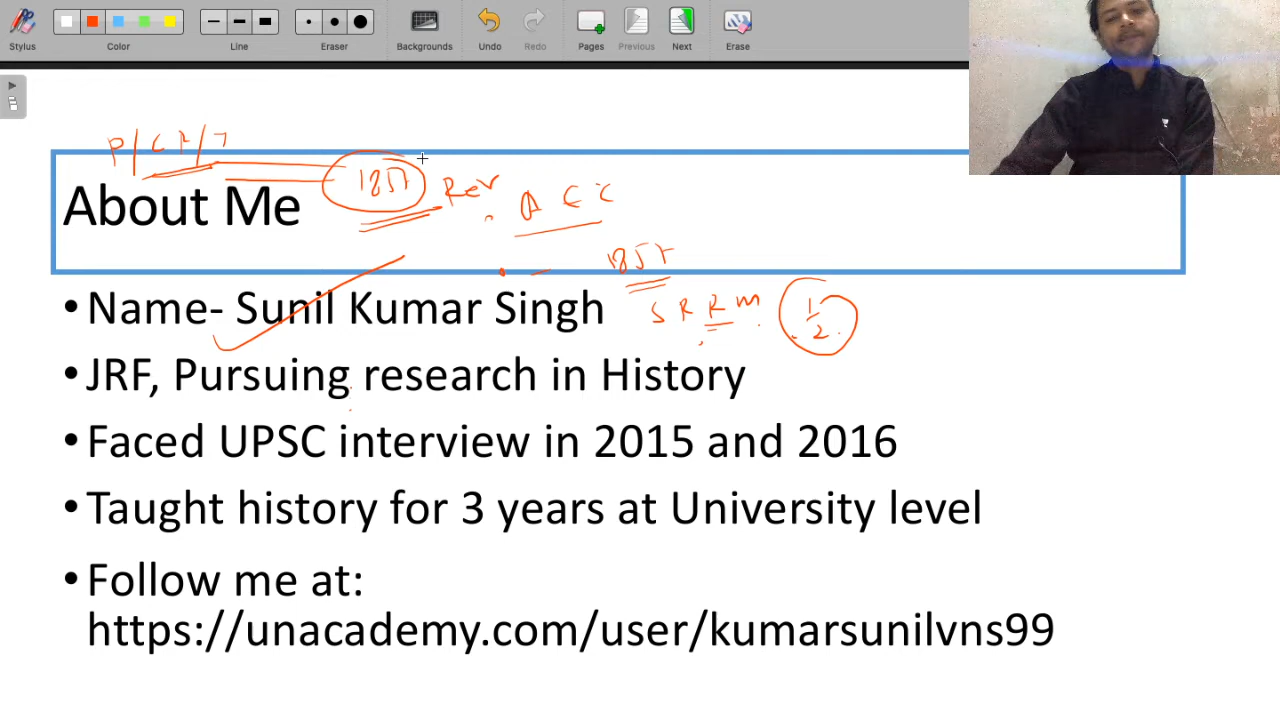 Stylus Color Line Eraser Backgrounds Undo Redo Pages Previous Next Erase
1857 Rev
About Me
1857
• Name- Sunil Kumar Singh S R R M 1/2
• JRF, Pursuing research in History
• Faced UPSC interview in 2015 and 2016
• Taught history for 3 years at University level
• Follow me at:
https://unacademy.com/user/kumarsunilvns99